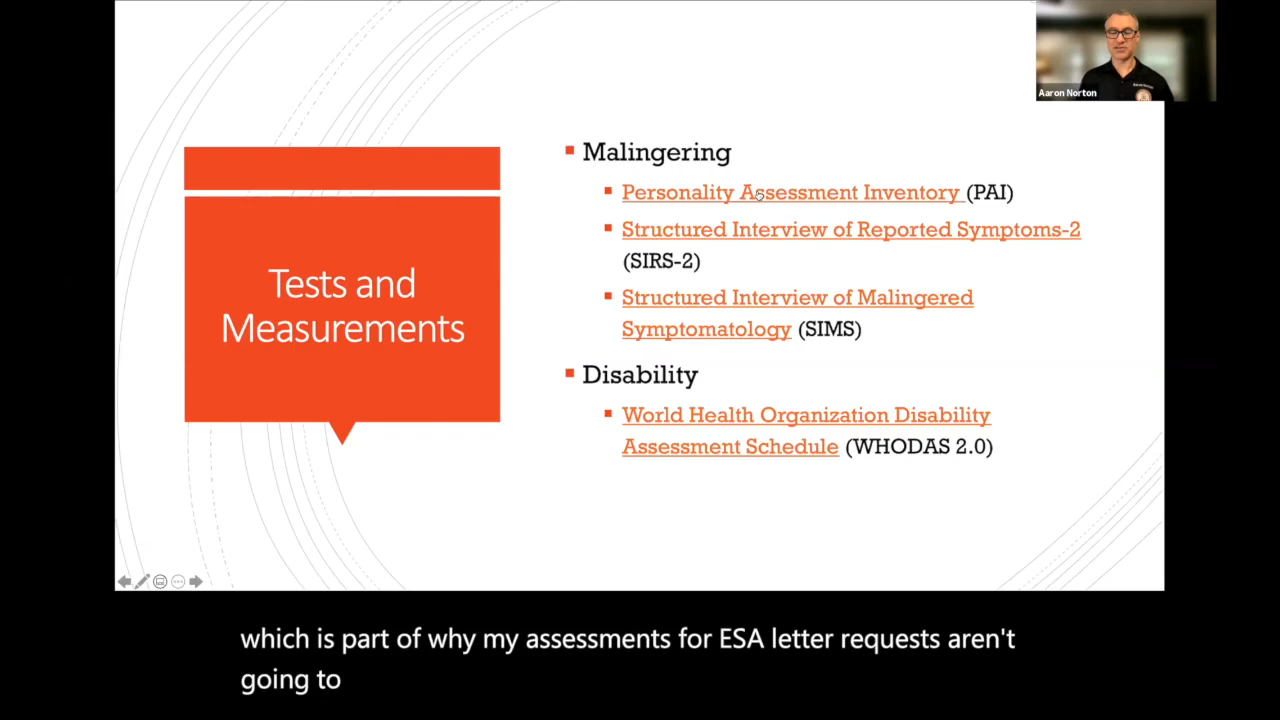 Aaron Norton
Tests and
Measurements
Malingering
Personality Assessment Inventory (PAI)
Structured Interview of Reported Symptoms-2
(SIRS-2)
Structured Interview of Malingered
Symptomatology (SIMS)
Disability
World Health Organization Disability
Assessment Schedule (WHODAS 2.0)
which is part of why my assessments for ESA letter requests aren't
going to